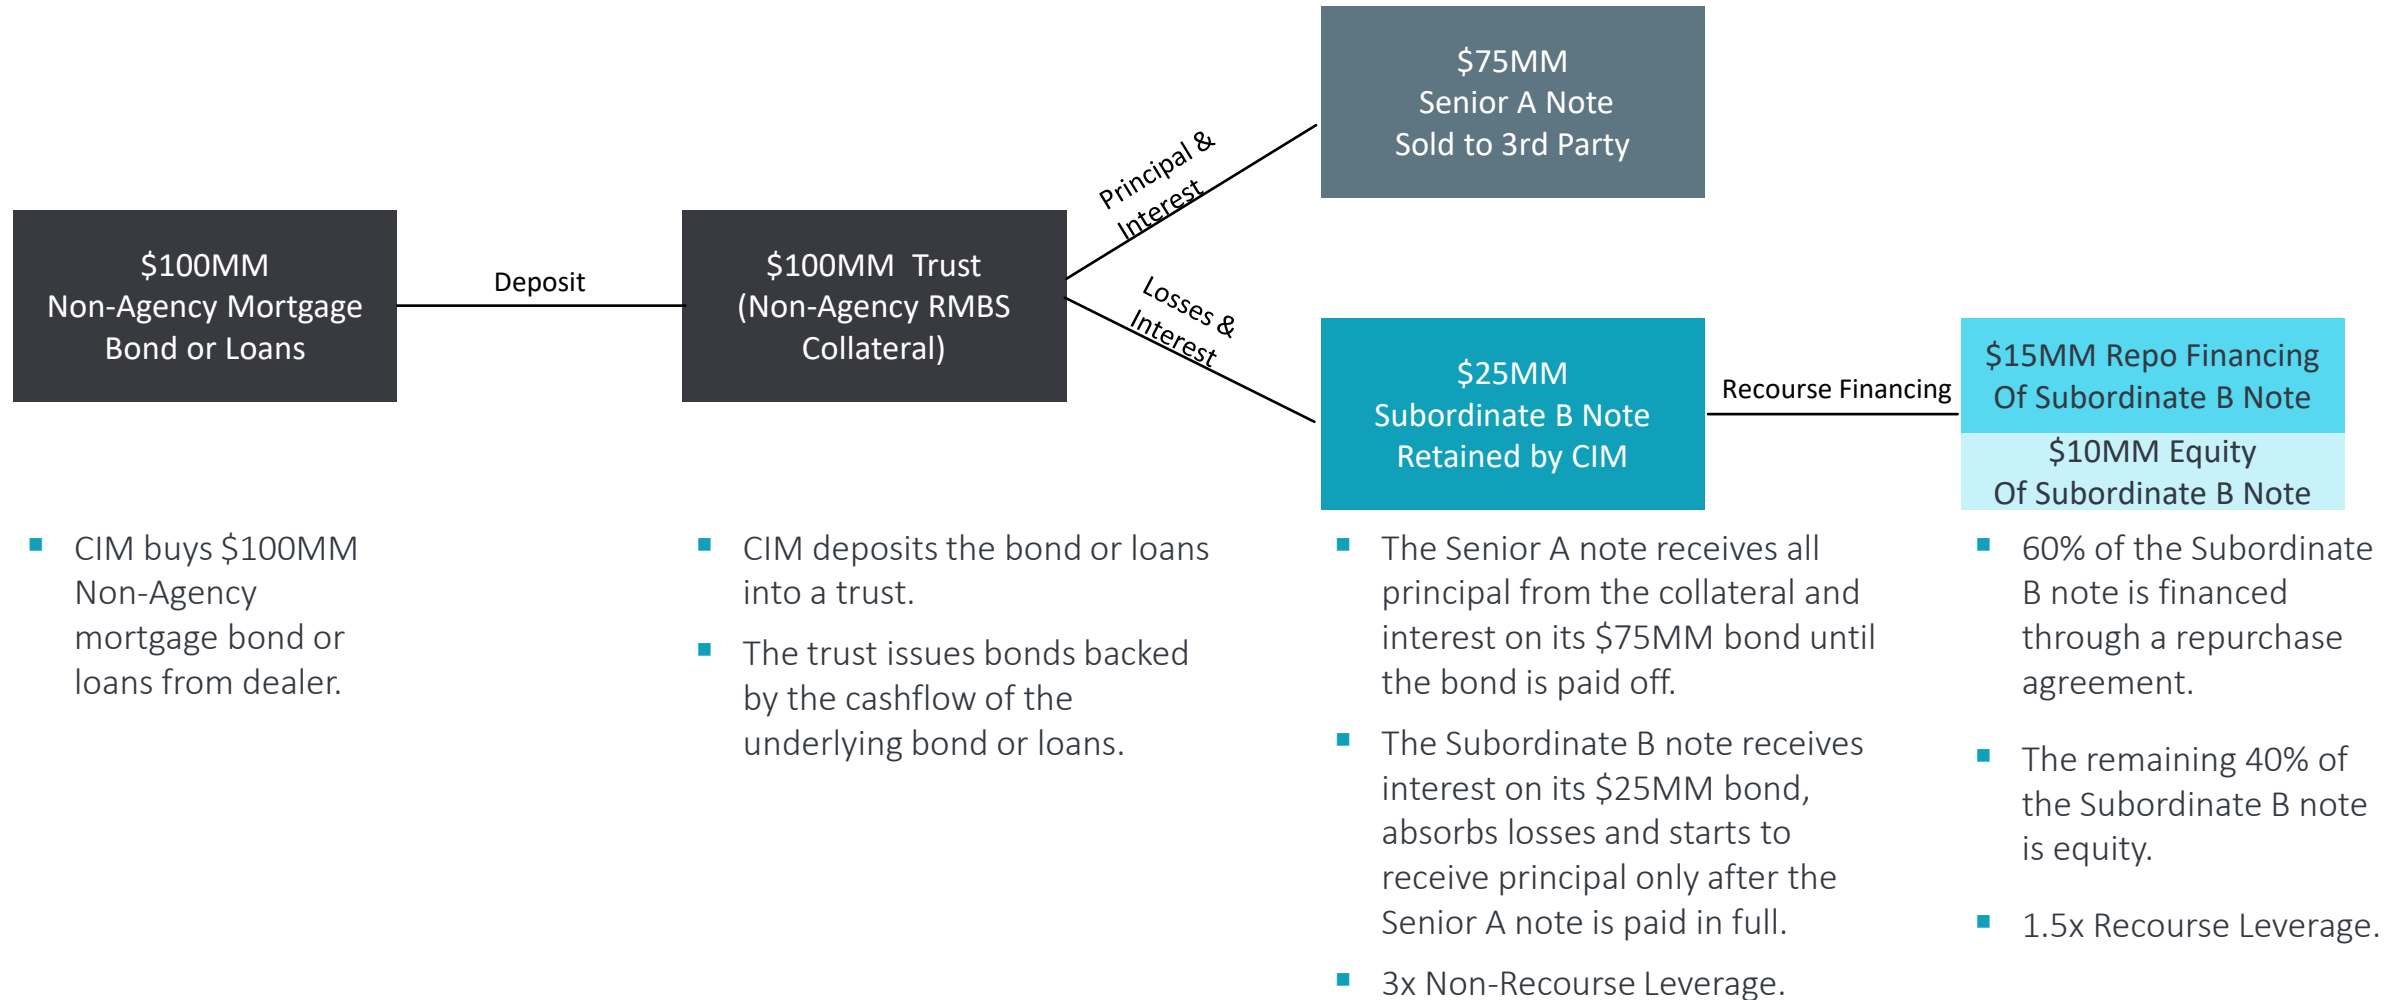 $75MM
Senior A Note
Sold to 3rd Party
Principal &
Interest
$100MM
Non-Agency Mortgage
Bond or Loans
Deposit
$100MM  Trust
(Non-Agency RMBS
Collateral)
Losses &
Interest
$25MM
Subordinate B Note
Retained by CIM
Recourse Financing
$15MM Repo Financing
Of Subordinate B Note
$10MM Equity
Of Subordinate B Note
▪ CIM buys $100MM
Non-Agency
mortgage bond or
loans from dealer.
▪ CIM deposits the bond or loans
into a trust.
▪ The trust issues bonds backed
by the cashflow of the
underlying bond or loans.
▪ The Senior A note receives all
principal from the collateral and
interest on its $75MM bond until
the bond is paid off.
▪ The Subordinate B note receives
interest on its $25MM bond,
absorbs losses and starts to
receive principal only after the
Senior A note is paid in full.
▪ 3x Non-Recourse Leverage.
▪ 60% of the Subordinate
B note is financed
through a repurchase
agreement.
▪ The remaining 40% of
the Subordinate B note
is equity.
▪ 1.5x Recourse Leverage.